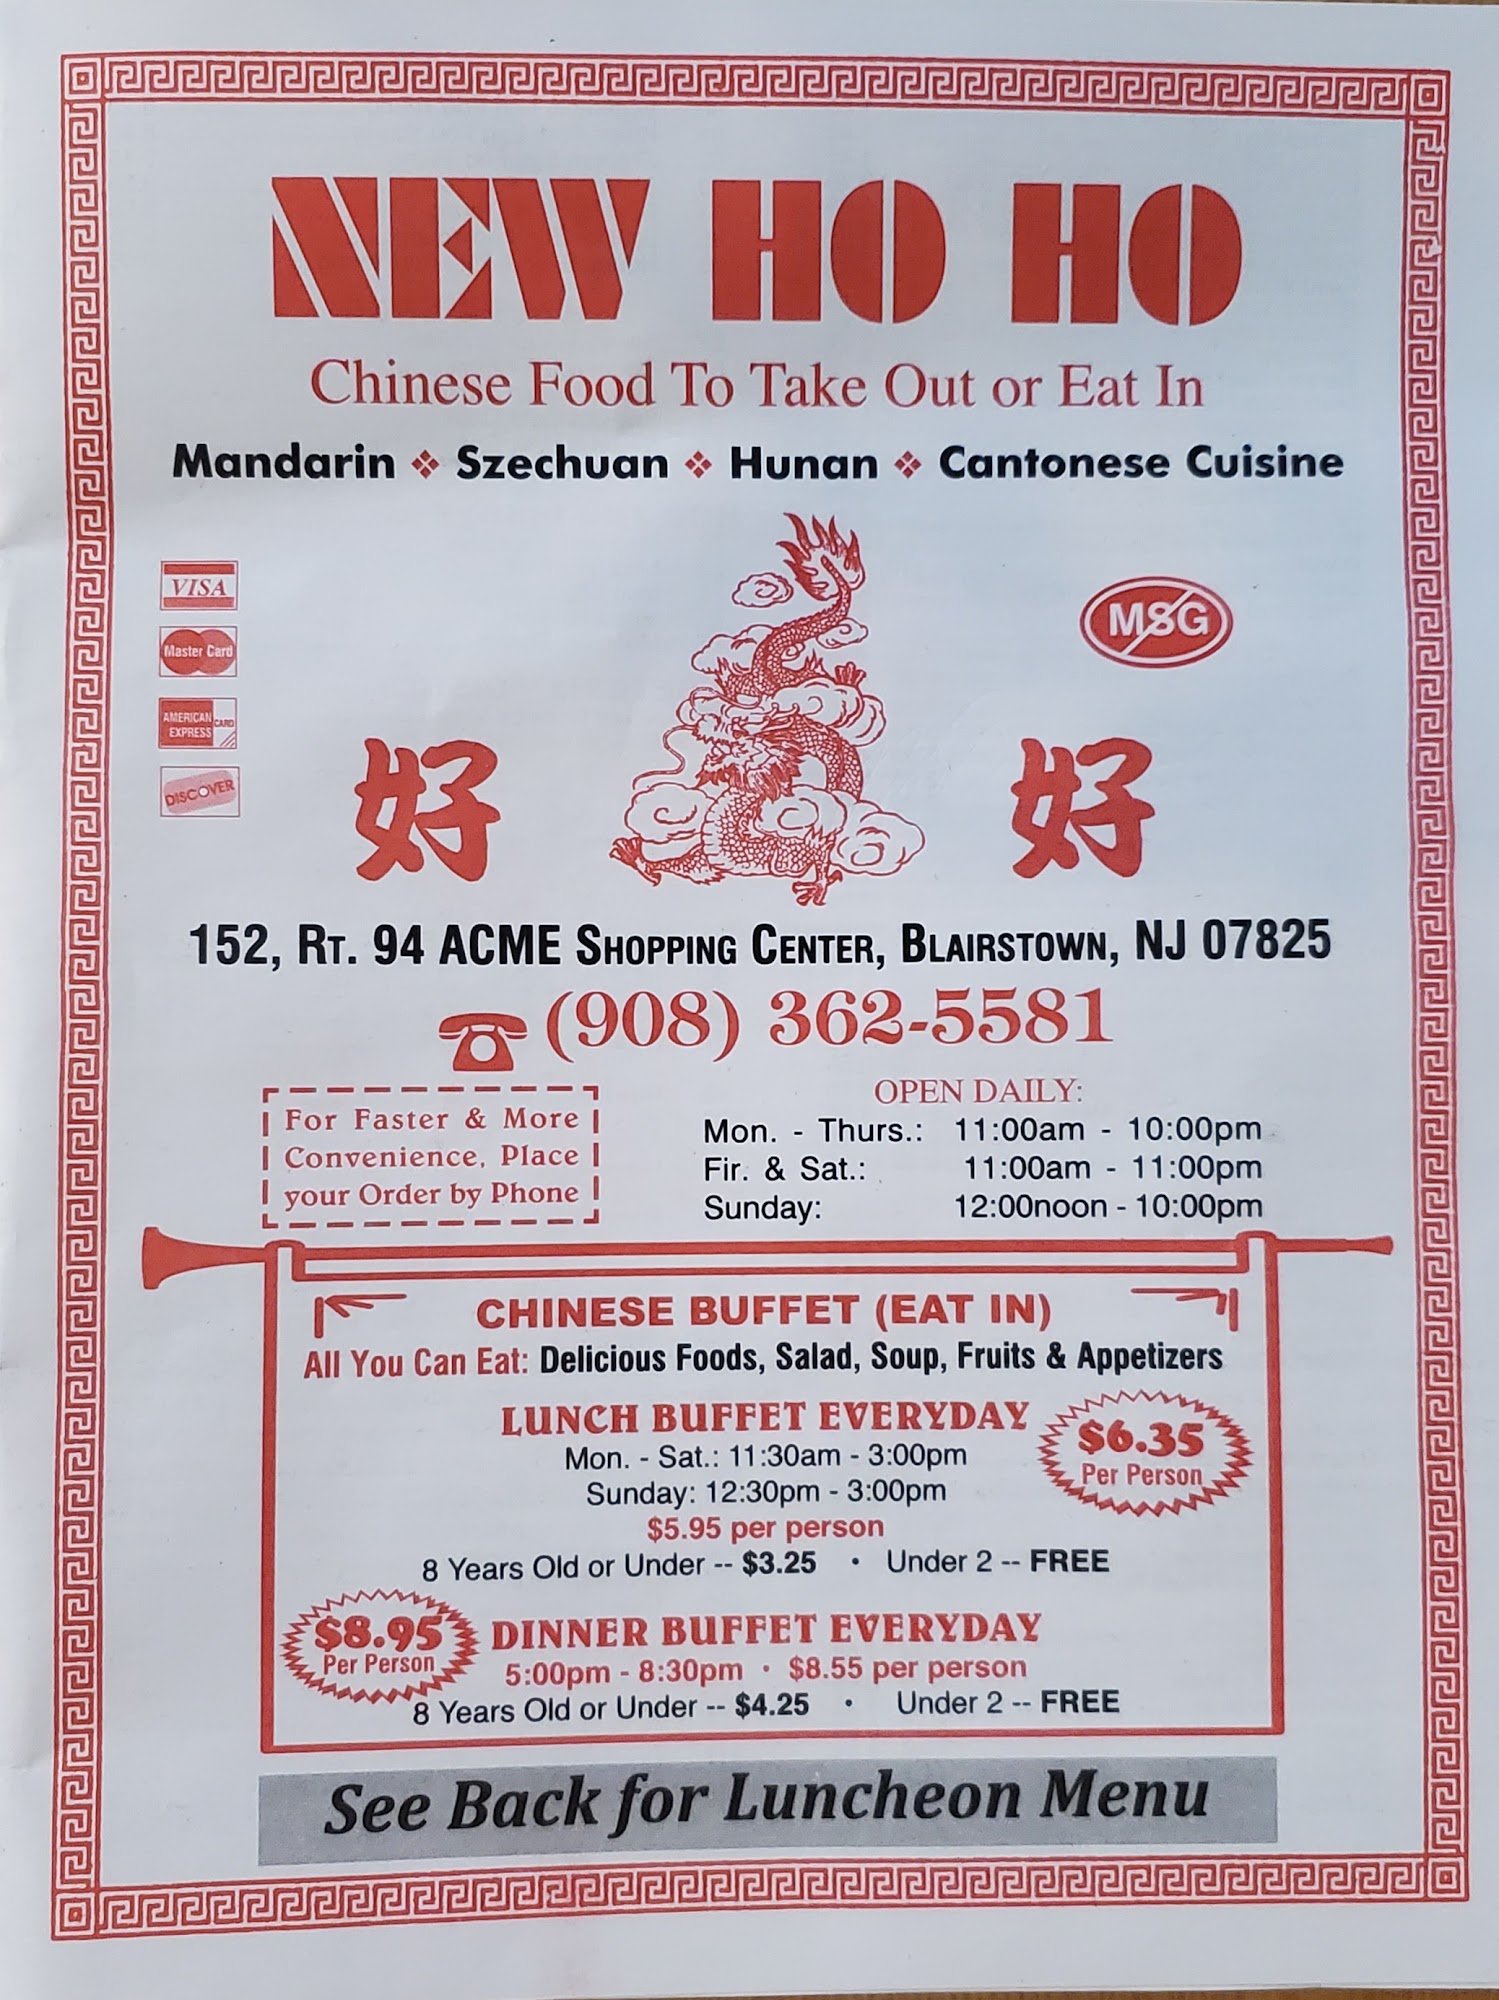 NEW HO HO
Chinese Food To Take Out or Eat In
Mandarin ❖ Szechuan ❖ Hunan ❖ Cantonese Cuisine
VISA
Master Card
AMERICAN EXPRESS CARD
DISCOVER
MSG
好 好
152, RT. 94 ACME SHOPPING CENTER, BLAIRSTOWN, NJ 07825
(908) 362-5581
For Faster & More
Convenience, Place
your Order by Phone
OPEN DAILY:
Mon. - Thurs.: 11:00am - 10:00pm
Fir. & Sat.: 11:00am - 11:00pm
Sunday: 12:00noon - 10:00pm
CHINESE BUFFET (EAT IN)
All You Can Eat: Delicious Foods, Salad, Soup, Fruits & Appetizers
LUNCH BUFFET EVERYDAY
$6.35
Per Person
Mon. - Sat.: 11:30am - 3:00pm
Sunday: 12:30pm - 3:00pm
$5.95 per person
8 Years Old or Under -- $3.25 • Under 2 -- FREE
$8.95
Per Person
DINNER BUFFET EVERYDAY
5:00pm - 8:30pm • $8.55 per person
8 Years Old or Under -- $4.25 • Under 2 -- FREE
See Back for Luncheon Menu